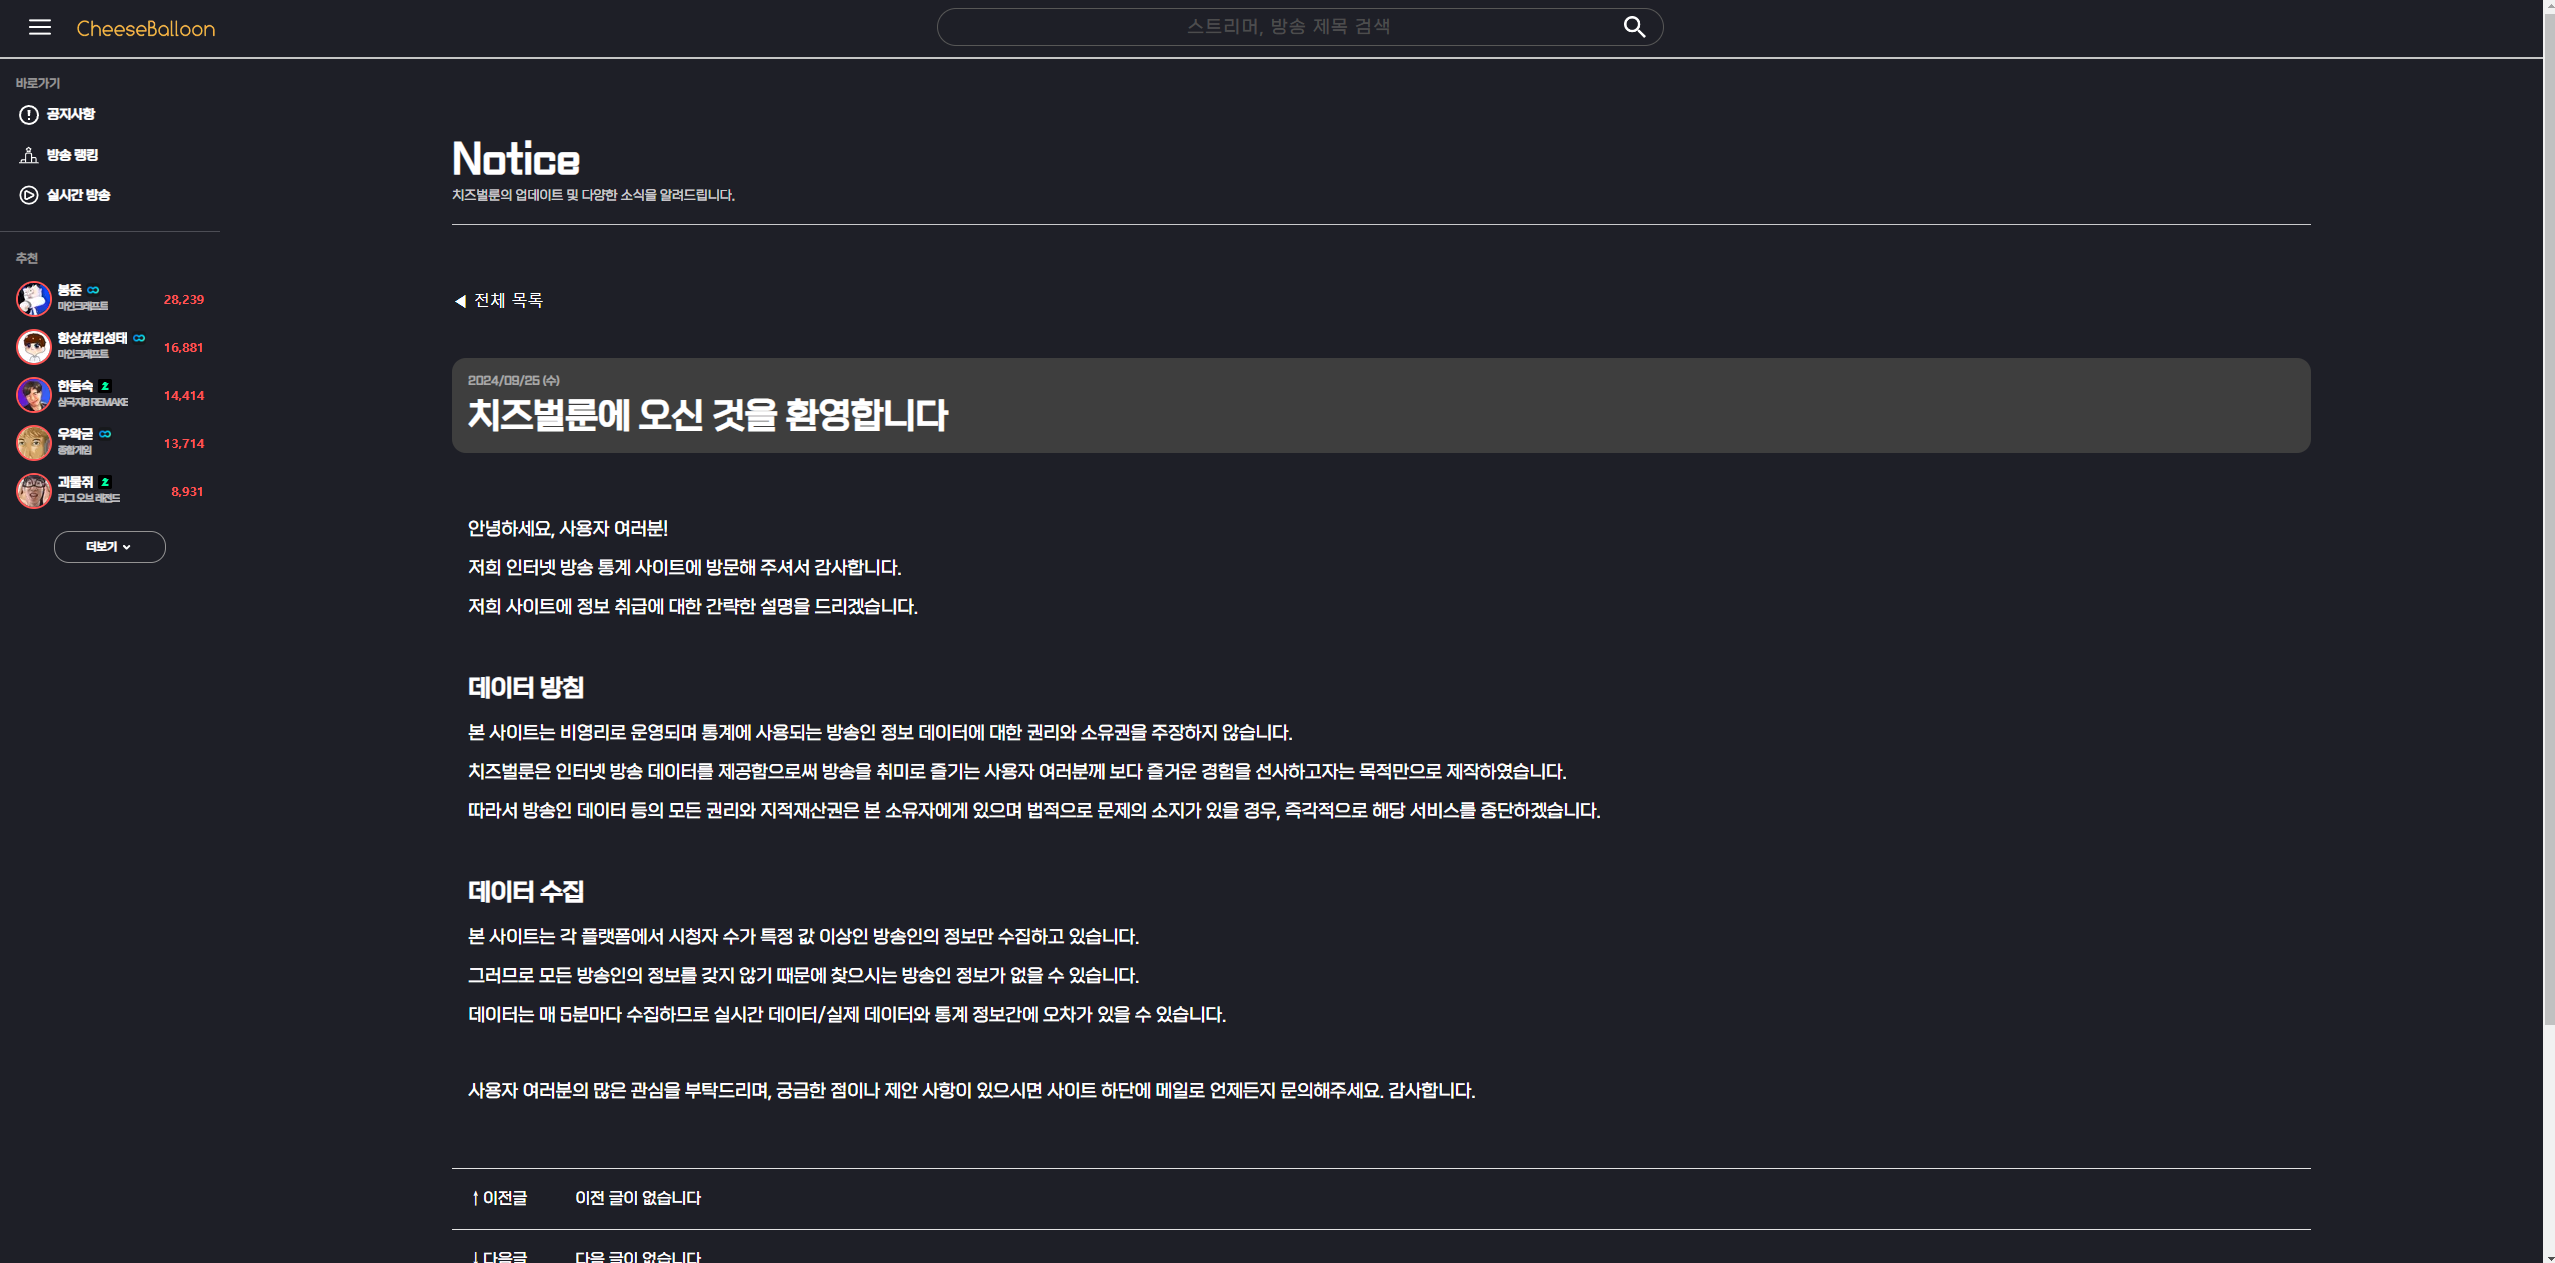 CheeseBalloon
스트리머, 방송 제목 검색
바로가기
공지사항
방송 랭킹
실시간 방송
추천
봉준
마인크래프트
28,239
항상#킴성태
마인크래프트
16,881
한동숙
삼국지8 REMAKE
14,414
우왁굳
종합게임
13,714
괴물쥐
리그 오브 레전드
8,931
더보기
Notice
치즈벌룬의 업데이트 및 다양한 소식을 알려드립니다.
◀ 전체 목록
2024/09/25 (수)
치즈벌룬에 오신 것을 환영합니다
안녕하세요, 사용자 여러분!
저희 인터넷 방송 통계 사이트에 방문해 주셔서 감사합니다.
저희 사이트에 정보 취급에 대한 간략한 설명을 드리겠습니다.
데이터 방침
본 사이트는 비영리로 운영되며 통계에 사용되는 방송인 정보 데이터에 대한 권리와 소유권을 주장하지 않습니다.
치즈벌룬은 인터넷 방송 데이터를 제공함으로써 방송을 취미로 즐기는 사용자 여러분께 보다 즐거운 경험을 선사하고자는 목적만으로 제작하였습니다.
따라서 방송인 데이터 등의 모든 권리와 지적재산권은 본 소유자에게 있으며 법적으로 문제의 소지가 있을 경우, 즉각적으로 해당 서비스를 중단하겠습니다.
데이터 수집
본 사이트는 각 플랫폼에서 시청자 수가 특정 값 이상인 방송인의 정보만 수집하고 있습니다.
그러므로 모든 방송인의 정보를 갖지 않기 때문에 찾으시는 방송인 정보가 없을 수 있습니다.
데이터는 매 5분마다 수집하므로 실시간 데이터/실제 데이터와 통계 정보간에 오차가 있을 수 있습니다.
사용자 여러분의 많은 관심을 부탁드리며, 궁금한 점이나 제안 사항이 있으시면 사이트 하단에 메일로 언제든지 문의해주세요. 감사합니다.
↑ 이전글 이전 글이 없습니다
↓ 다음글 다음 글이 없습니다